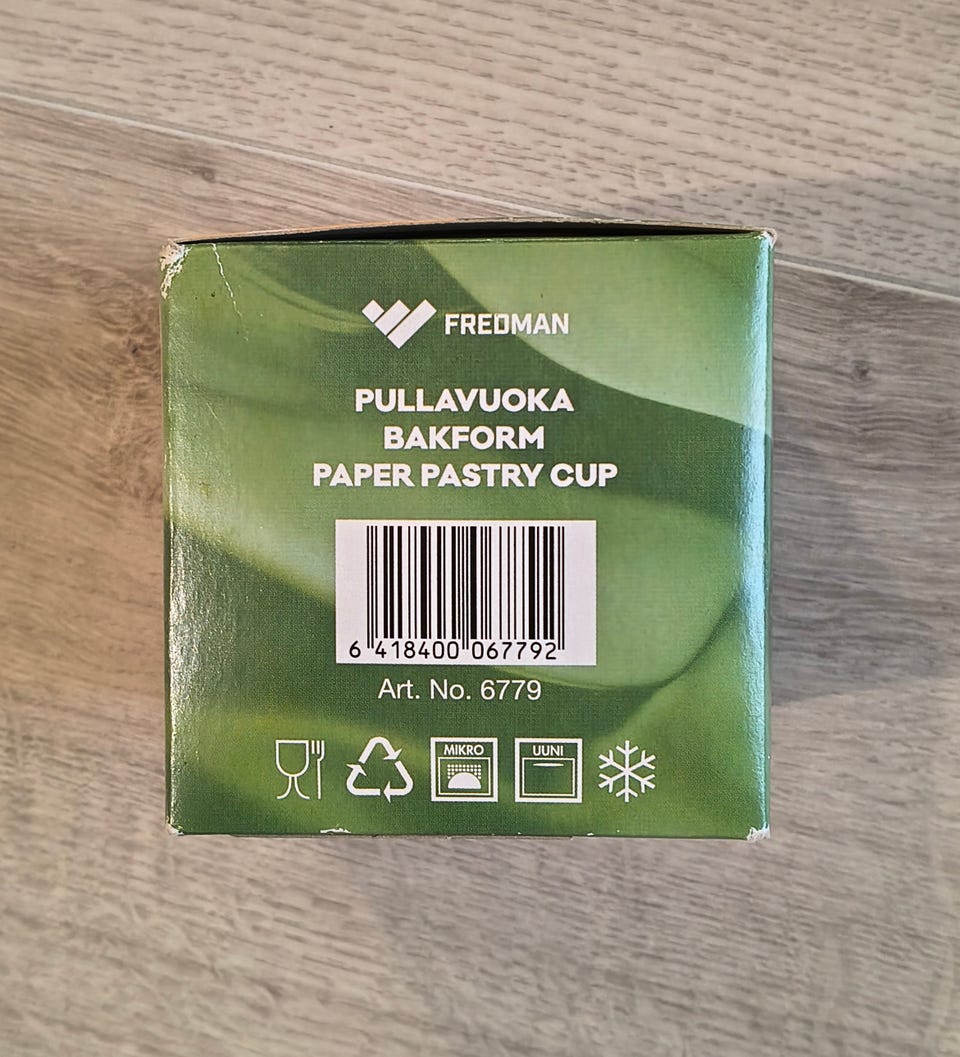 FREDMAN
PULLAVUOKA
BAKFORM
PAPER PASTRY CUP
6 418400 067792
Art. No. 6779
MIKRO UUNI